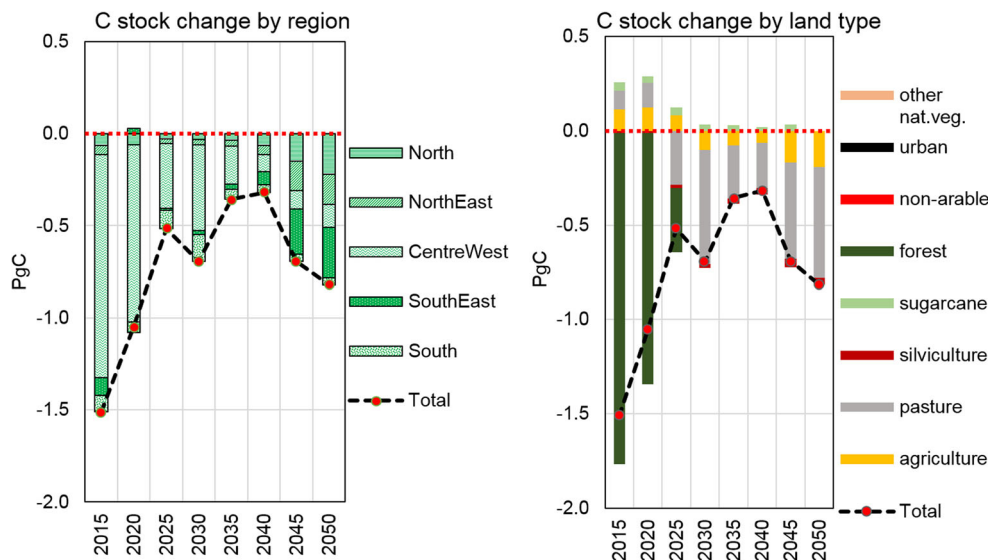 C stock change by region
0.5
0.0
-0.5
-1.0
-1.5
-2.0
PgC
2015
2020
2025
2030
2035
2040
2045
2050
North
NorthEast
CentreWest
SouthEast
South
Total
C stock change by land type
0.5
0.0
-0.5
-1.0
-1.5
-2.0
PgC
2015
2020
2025
2030
2035
2040
2045
2050
other
nat.veg.
urban
non-arable
forest
sugarcane
silviculture
pasture
agriculture
Total